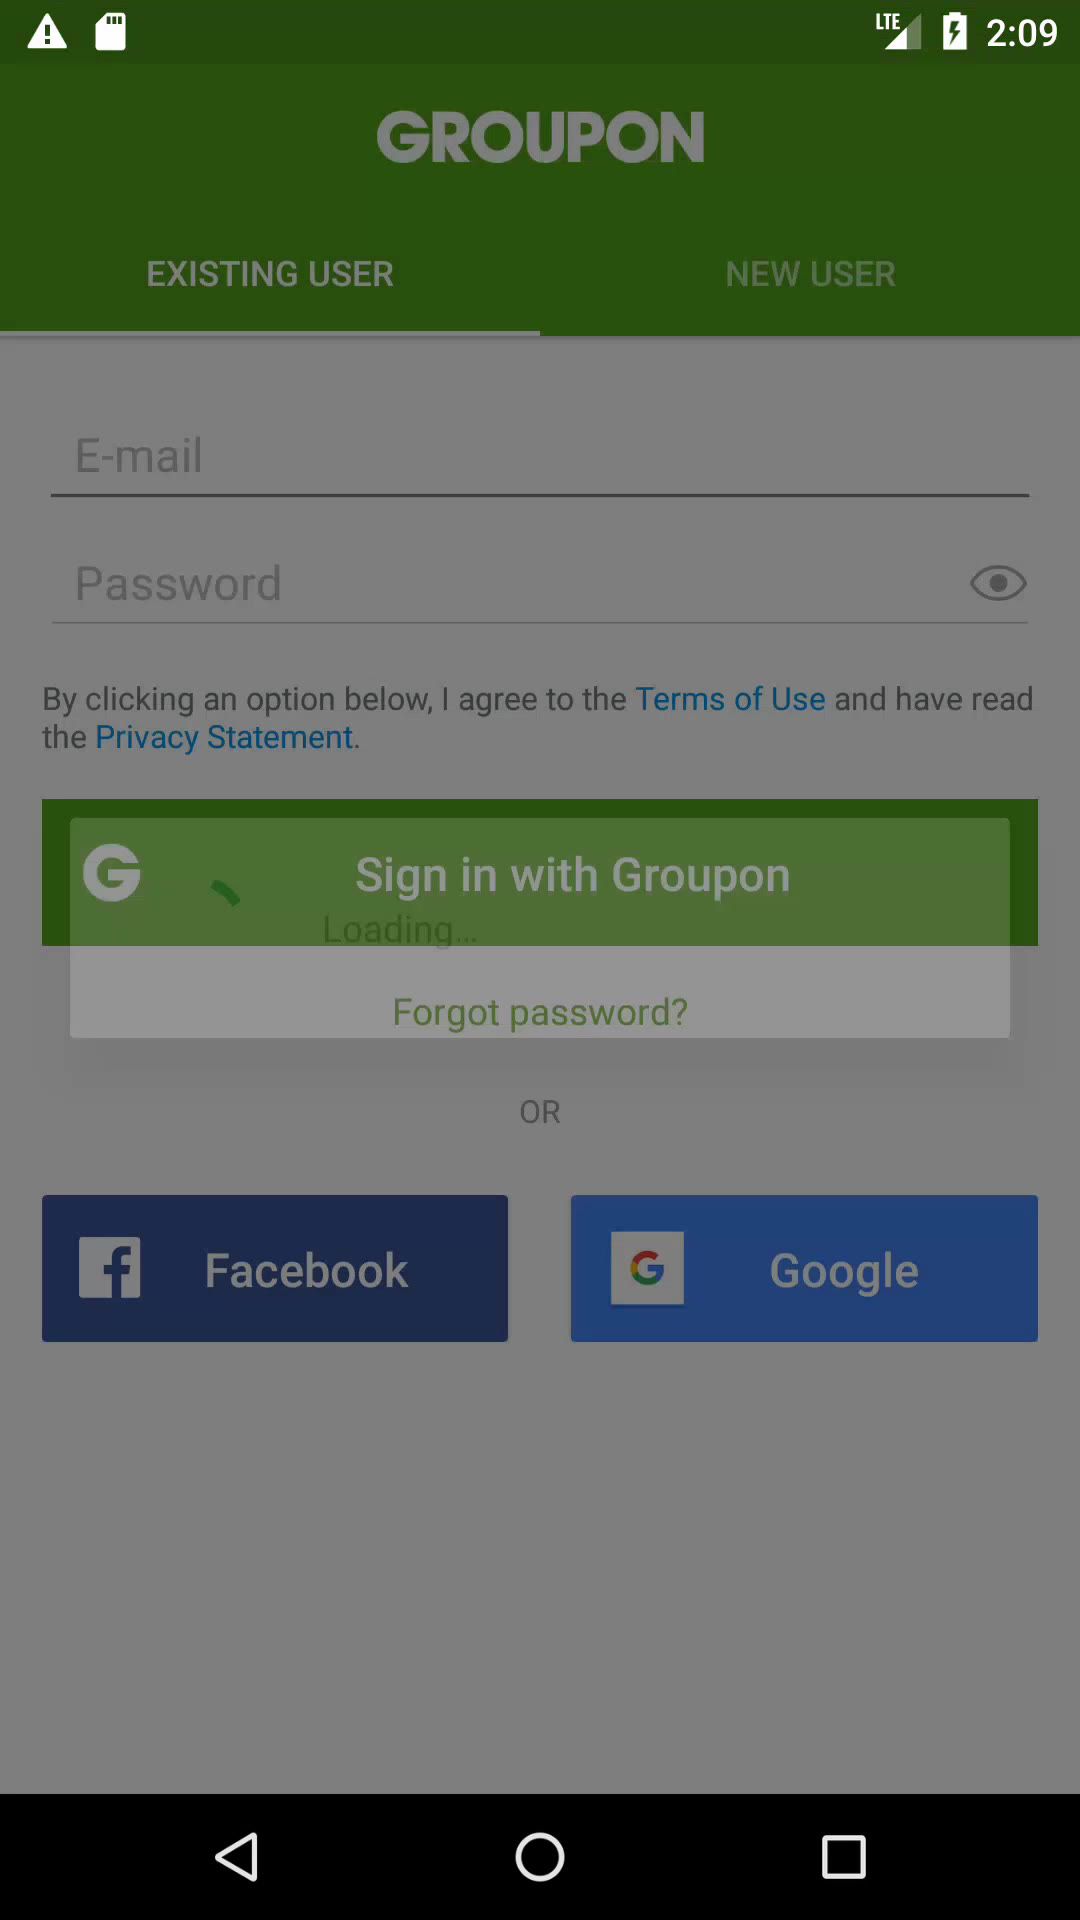 LTE 2:09
GROUPON
EXISTING USER NEW USER
E-mail
Password
By clicking an option below, I agree to the Terms of Use and have read
the Privacy Statement.
G Sign in with Groupon
Loading...
Forgot password?
OR
f Facebook G Google